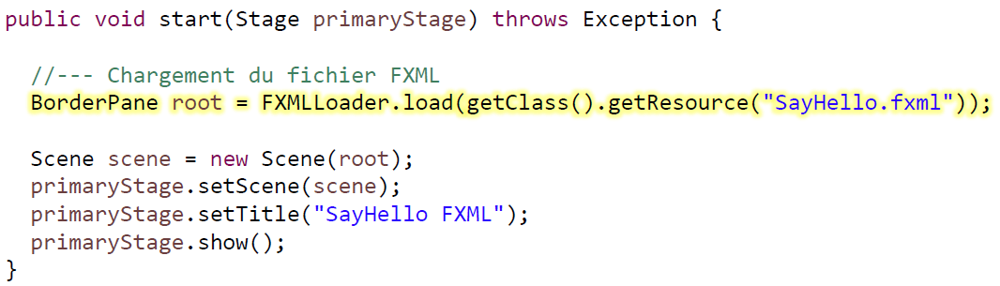 public void start(Stage primaryStage) throws Exception {
//--- Chargement du fichier FXML
BorderPane root = FXMLLoader.load(getClass().getResource("SayHello.fxml"));
Scene scene = new Scene(root);
primaryStage.setScene(scene);
primaryStage.setTitle("SayHello FXML");
primaryStage.show();
}